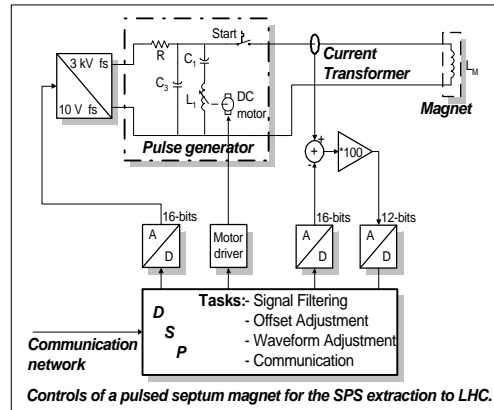 Start
3 kV fs
10 V fs
R
C1
C3
L1
DC
motor
Pulse generator
Current
Transformer
LM
Magnet
+
+
-
*100
16-bits
A
D
Motor
driver
16-bits
A
D
12-bits
A
D
D
S
P
Tasks:- Signal Filtering
- Offset Adjustment
- Waveform Adjustment
- Communication
Communication
network
Controls of a pulsed septum magnet for the SPS extraction to LHC.